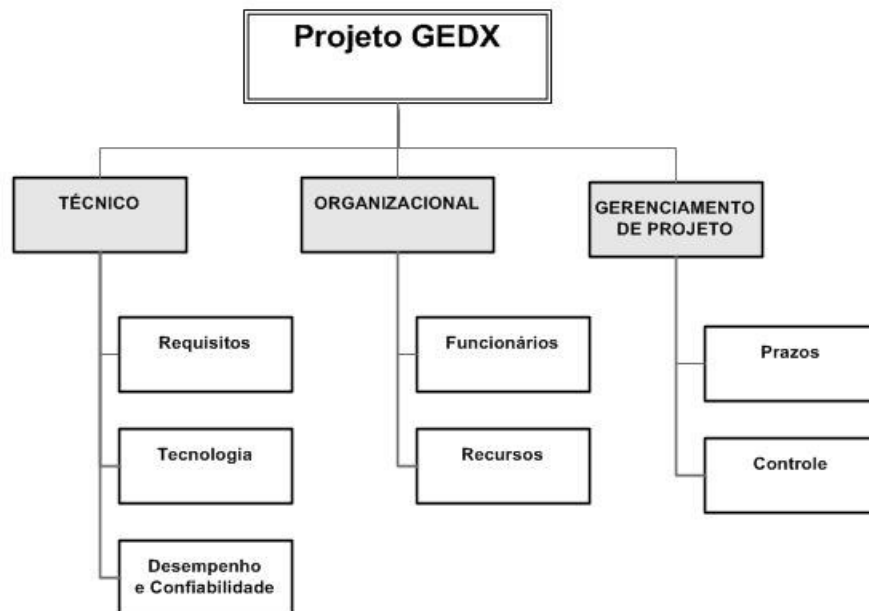 Projeto GEDX
TÉCNICO
ORGANIZACIONAL
GERENCIAMENTO
DE PROJETO
Requisitos
Funcionários
Prazos
Tecnologia
Recursos
Controle
Desempenho
e Confiabilidade